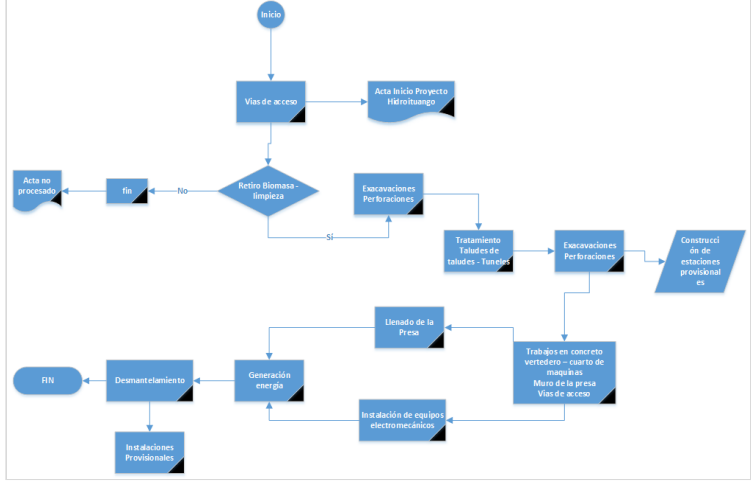 Inicio
Vias de acceso
Acta Inicio Proyecto
Hidroituango
Retiro Biomasa -
limpieza
No
fin
Acta no
procesado
Sí
Exacavaciones
Perforaciones
Tratamiento
Taludes de
taludes - Tuneles
Exacavaciones
Perforaciones
Construcci
ón de
estaciones
provisional
es
Trabajos en concreto
vertedero – cuarto de
maquinas
Muro de la presa
Vias de acceso
Llenado de la
Presa
Instalación de equipos
electromecánicos
Generación
energía
Desmantelamiento
FIN
Instalaciones
Provisionales